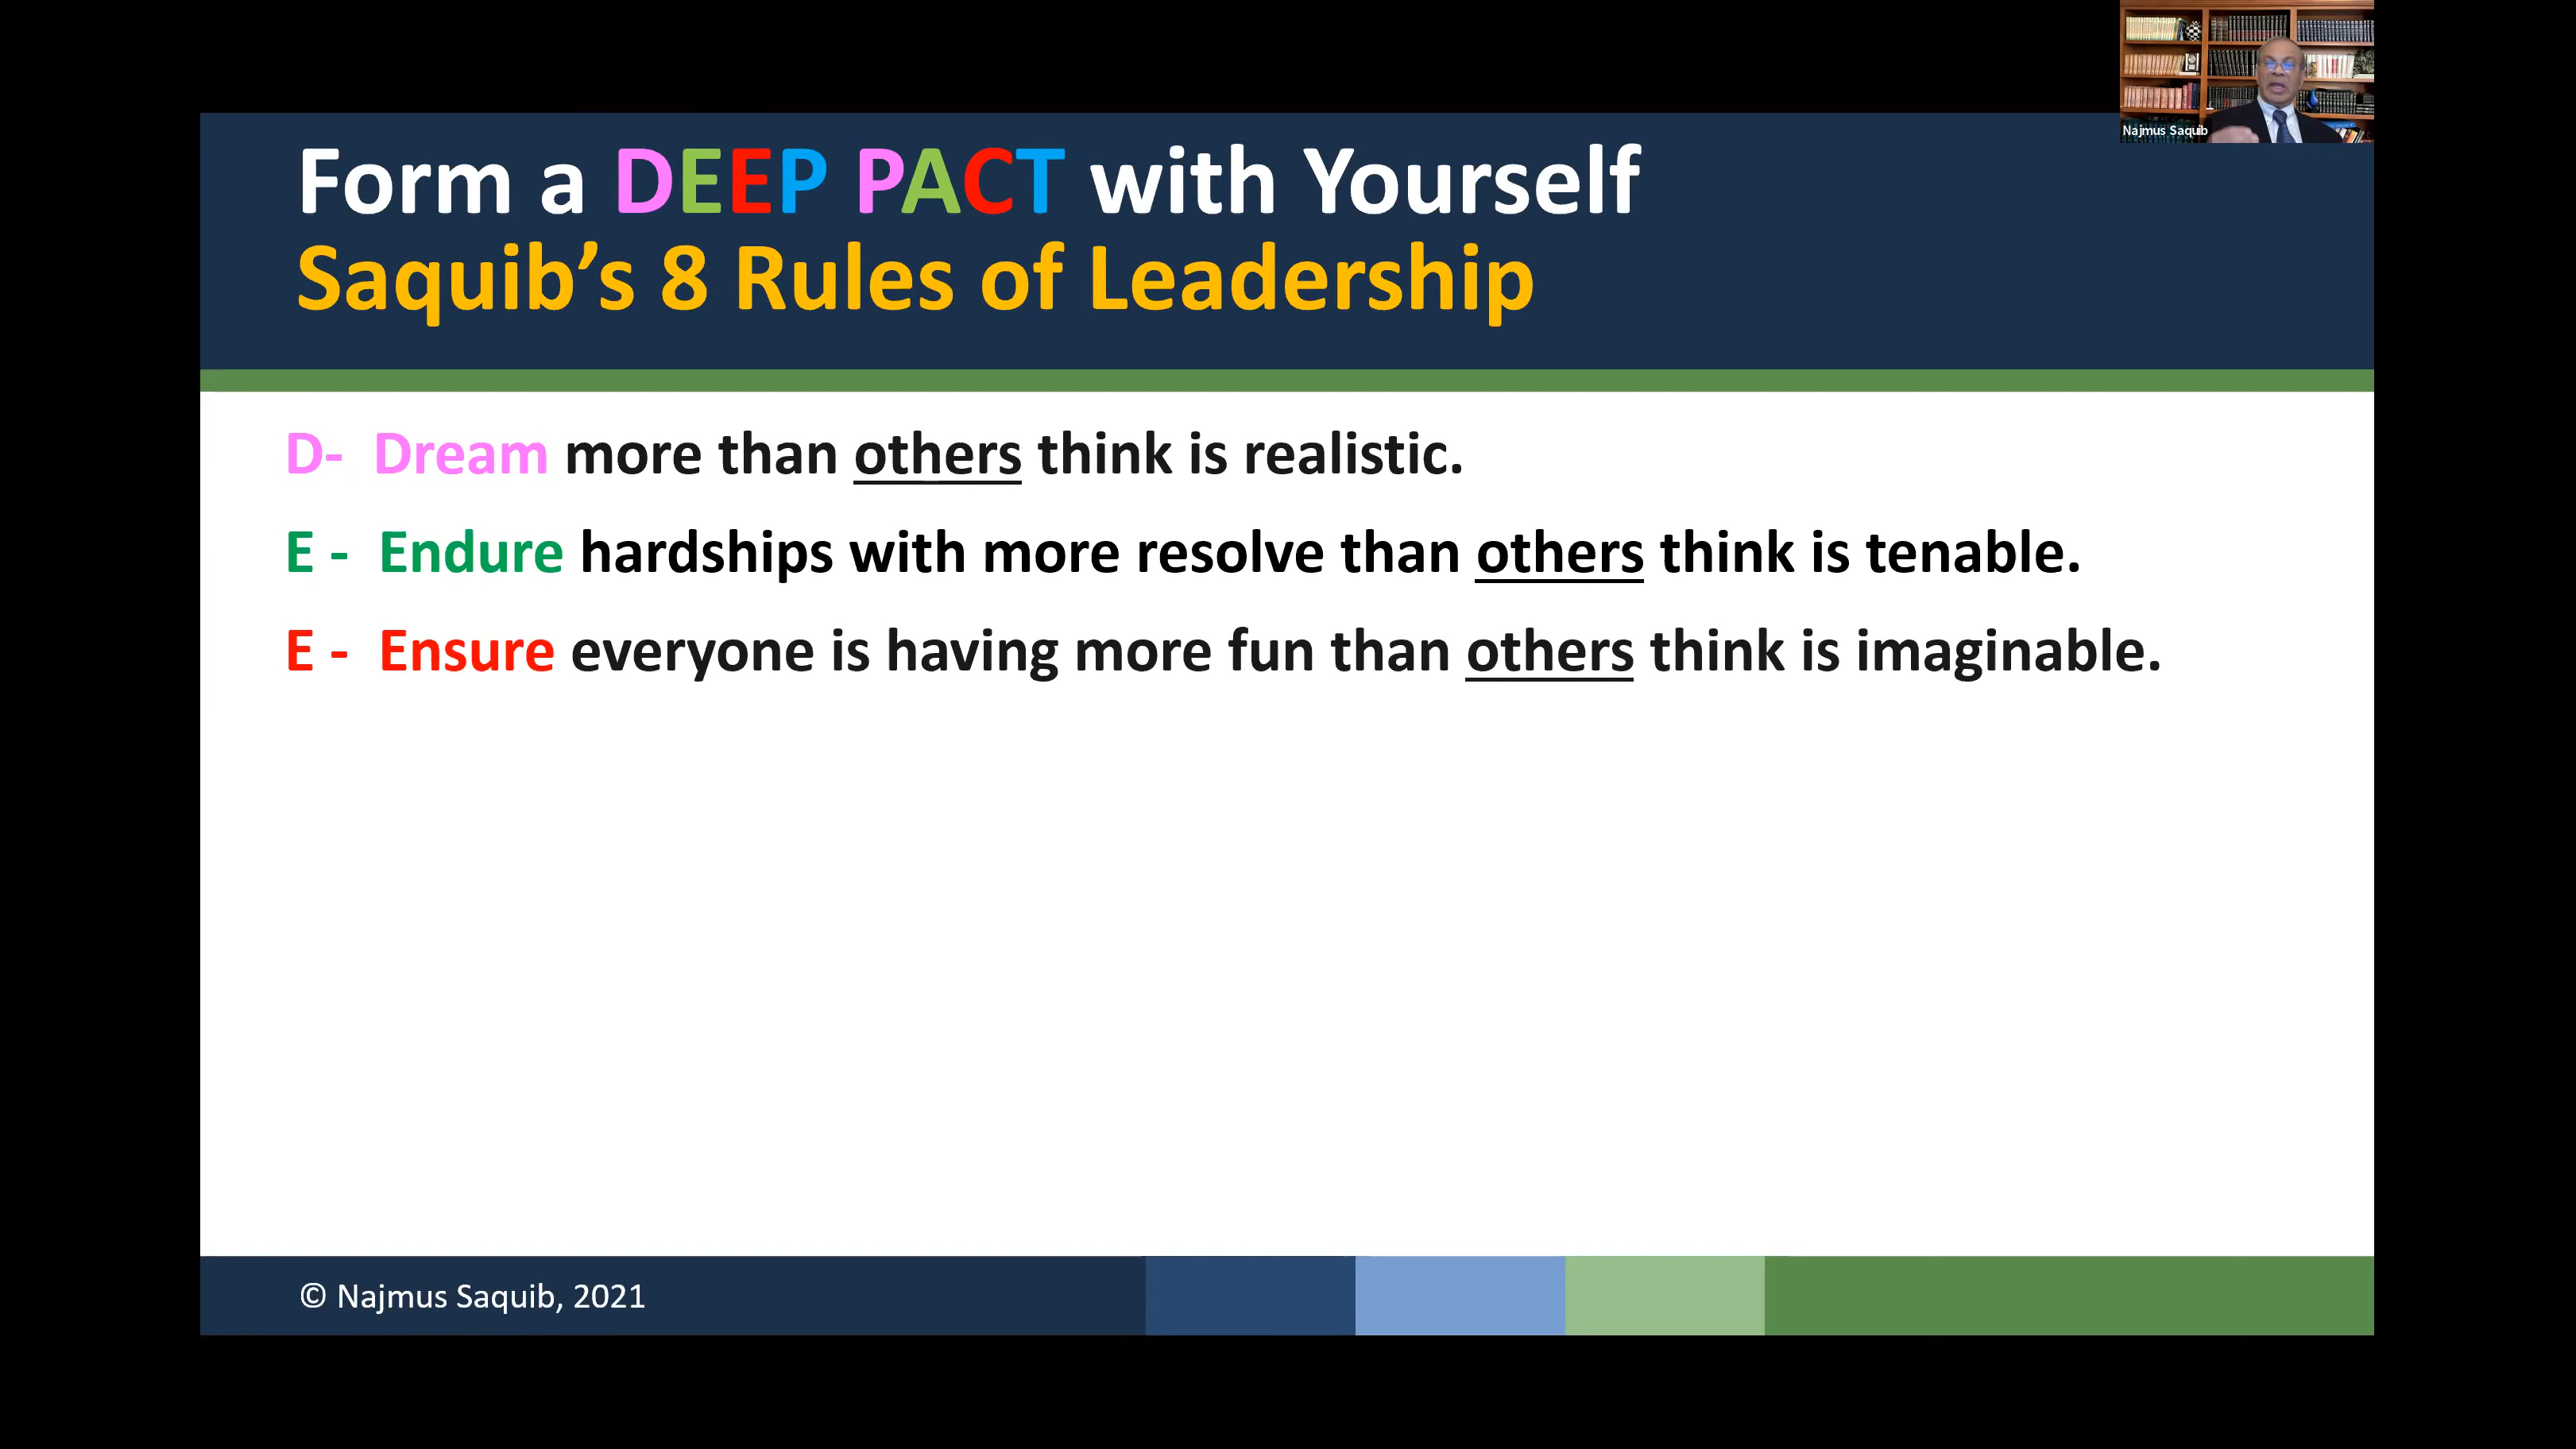 Najmus Saquib
Form a DEEP PACT with Yourself
Saquib’s 8 Rules of Leadership
D- Dream more than others think is realistic.
E - Endure hardships with more resolve than others think is tenable.
E - Ensure everyone is having more fun than others think is imaginable.
© Najmus Saquib, 2021